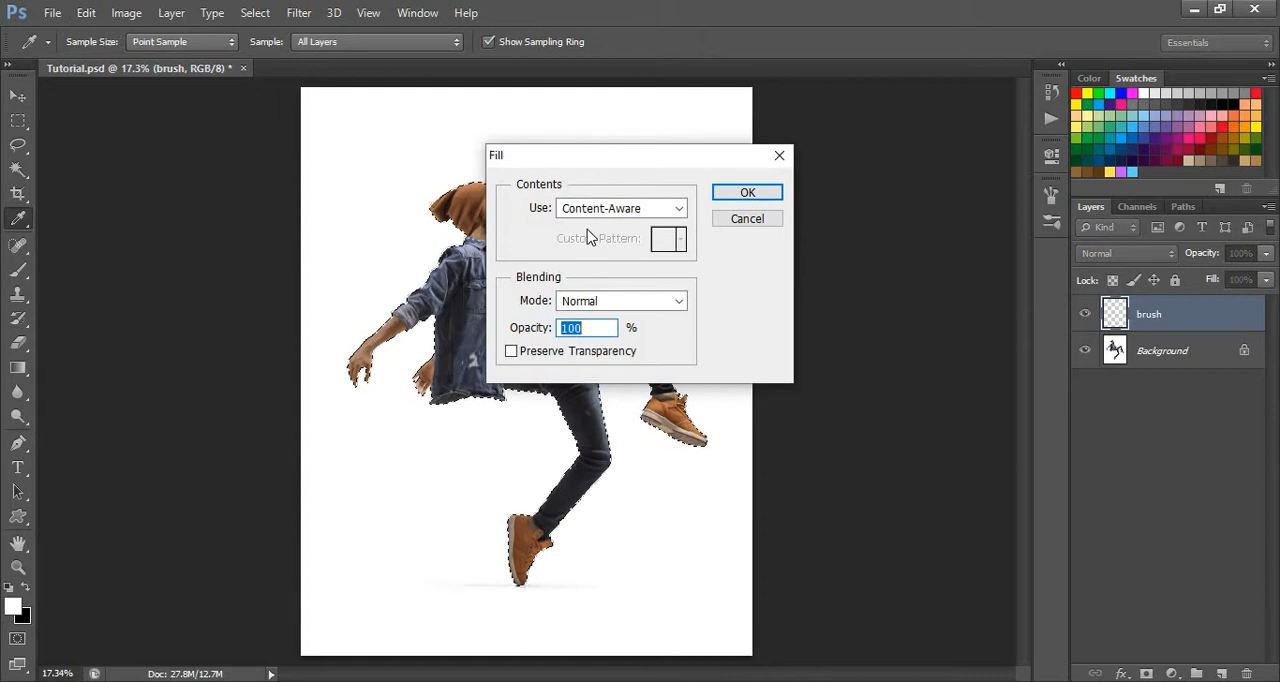 Ps File Edit Image Layer Type Select Filter 3D View Window Help
Sample Size: Point Sample Sample: All Layers Show Sampling Ring Essentials
Tutorial.psd @ 17.3% (brush, RGB/8) * ×
Color Swatches
Fill
Contents
Use: Content-Aware
Custom Pattern:
OK
Cancel
Blending
Mode: Normal
Opacity: 100 %
Preserve Transparency
Layers Channels Paths
Kind
Normal Opacity: 100%
Lock: Fill: 100%
brush
Background
T
17.34% Doc: 27.8M/12.7M
fx